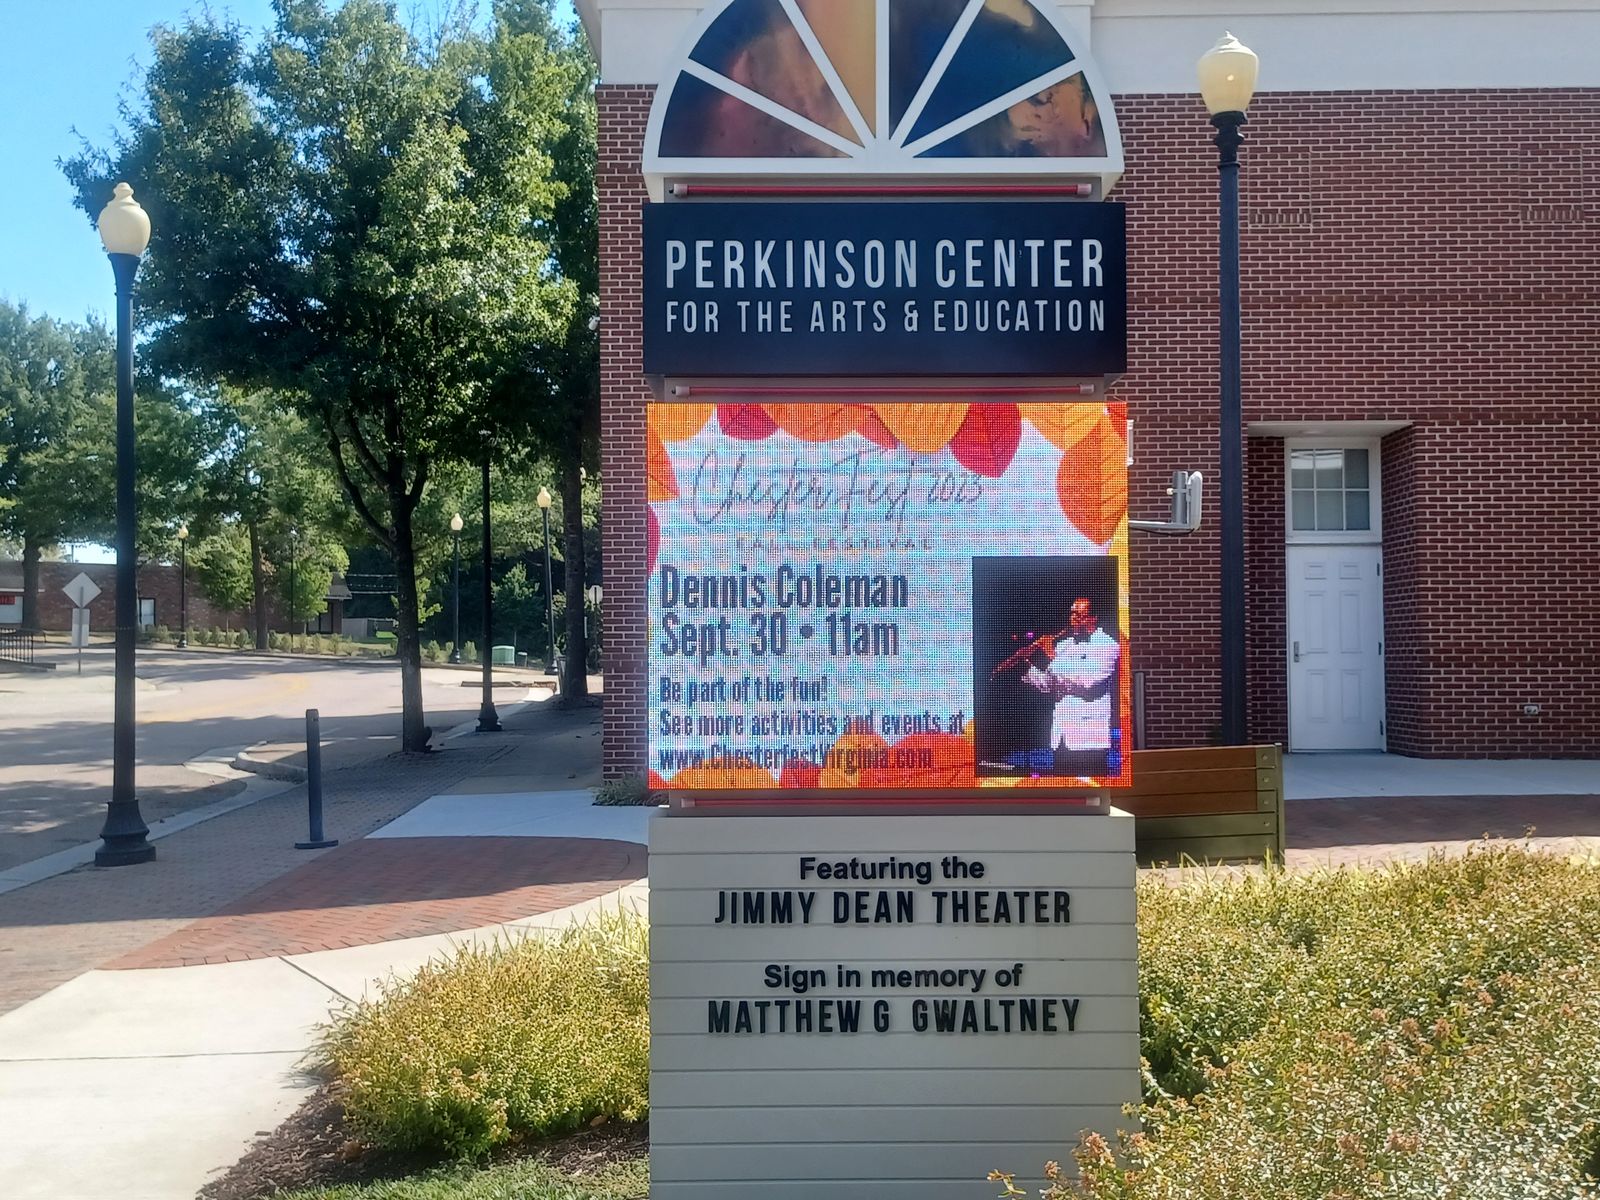 PERKINSON CENTER
FOR THE ARTS & EDUCATION
ChesterFest 2023
FALL FESTIVAL
Dennis Coleman
Sept. 30 • 11am
Be part of the fun!
See more activities and events at
www.ChesterfestVirginia.com
Featuring the
JIMMY DEAN THEATER
Sign in memory of
MATTHEW G GWALTNEY